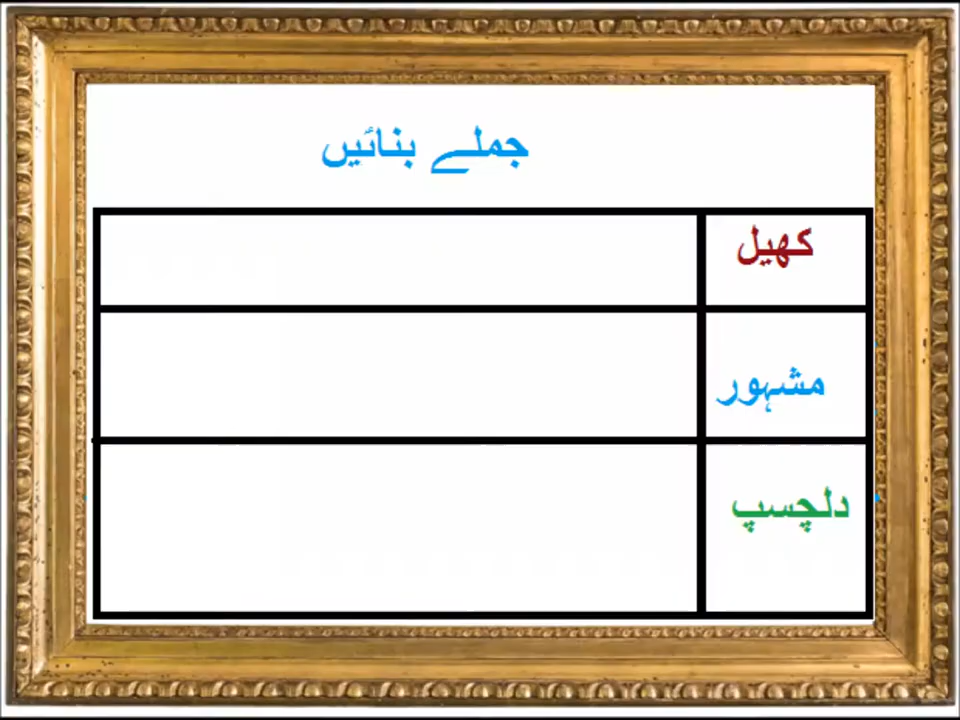 جملے بنائیں
کھیل
مشہور
دلچسپ